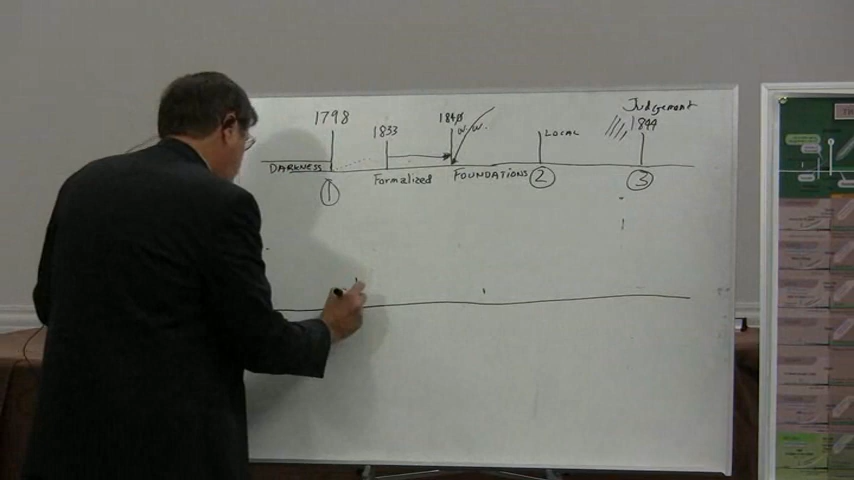 1798
1833
1840
W.W.
LOCAL
Judgement
1844
DARKNESS
Formalized
FOUNDATIONS
1
2
3